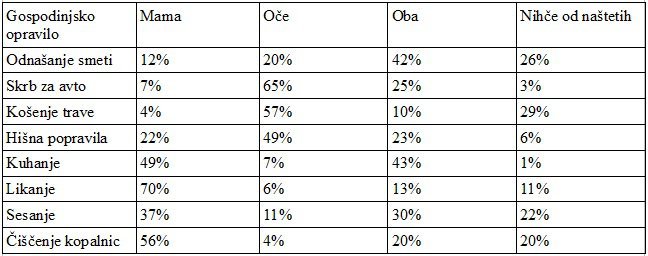 Gospodinjsko opravilo Mama Oče Oba Nihče od naštetih
Odnašanje smeti 12% 20% 42% 26%
Skrb za avto 7% 65% 25% 3%
Košenje trave 4% 57% 10% 29%
Hišna popravila 22% 49% 23% 6%
Kuhanje 49% 7% 43% 1%
Likanje 70% 6% 13% 11%
Sesanje 37% 11% 30% 22%
Čiščenje kopalnic 56% 4% 20% 20%